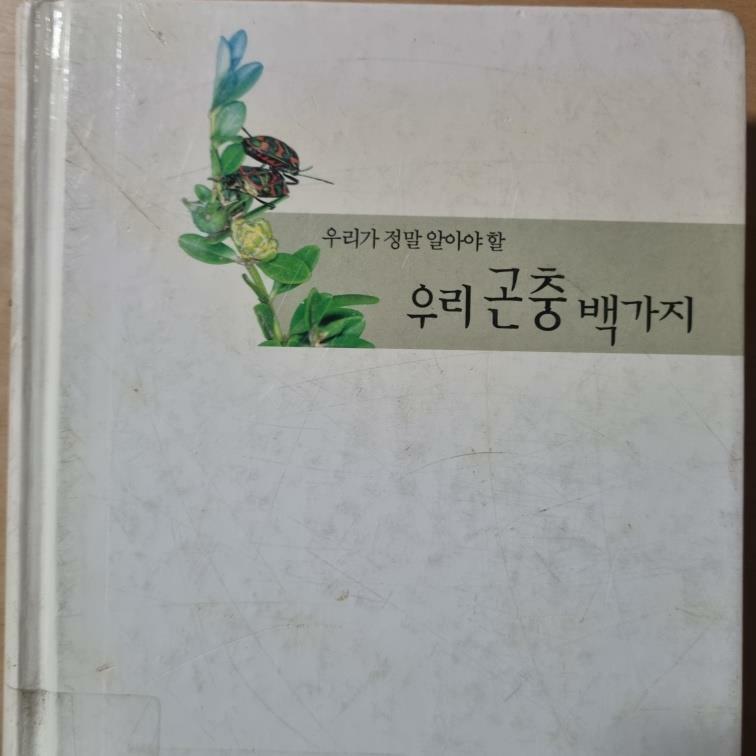 우리가 정말 알아야 할
우리 곤충 백가지